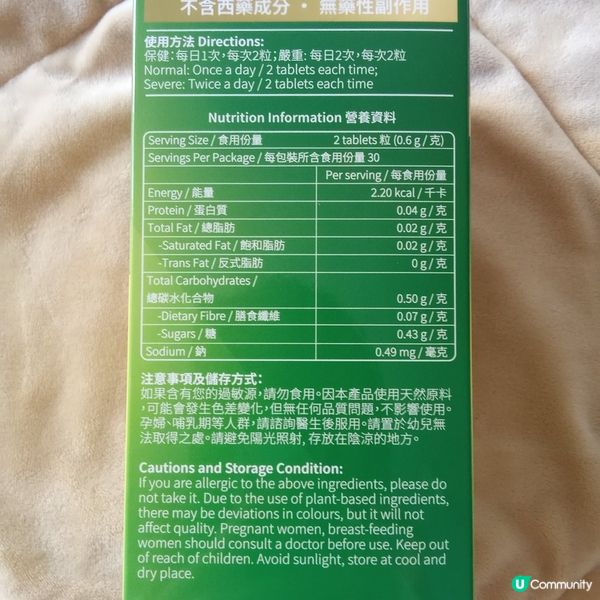 不含西藥成分 • 無藥性副作用
使用方法 Directions:
保健: 每日1次,每次2粒; 嚴重: 每日2次, 每次2粒
Normal: Once a day / 2 tablets each time;
Severe: Twice a day / 2 tablets each time
Nutrition Information 營養資料
Serving Size / 食用份量 2 tablets 粒 (0.6 g / 克)
Servings Per Package / 每包裝所含食用份量 30
Per serving / 每食用份量
Energy / 能量 2.20 kcal / 千卡
Protein / 蛋白質 0.04 g / 克
Total Fat / 總脂肪 0.02 g / 克
-Saturated Fat / 飽和脂肪 0.02 g / 克
-Trans Fat / 反式脂肪 0 g / 克
Total Carbohydrates /
總碳水化合物 0.50 g / 克
-Dietary Fibre / 膳食纖維 0.07 g / 克
-Sugars / 糖 0.43 g / 克
Sodium / 鈉 0.49 mg / 毫克
注意事項及儲存方式:
如果含有您的過敏源,請勿食用。因本產品使用天然原料
,可能會發生色差變化,但無任何品質問題,不影響使用。
孕婦、哺乳期等人群,請諮詢醫生後服用。請置於幼兒無
法取得之處。請避免陽光照射, 存放在陰涼的地方。
Cautions and Storage Condition:
If you are allergic to the above ingredients, please do
not take it. Due to the use of plant-based ingredients,
there may be deviations in colours, but it will not
affect quality. Pregnant women, breast-feeding
women should consult a doctor before use. Keep out
of reach of children. Avoid sunlight, store at cool and
dry place.
U Community